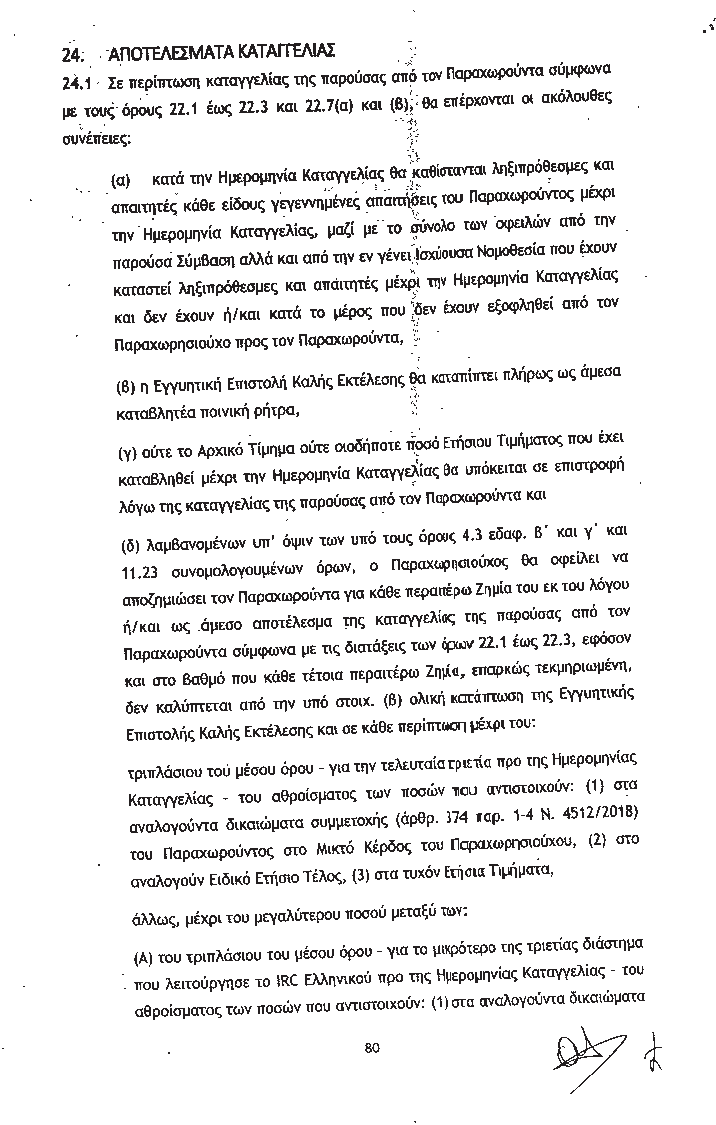 24. ΑΠΟΤΕΛΕΣΜΑΤΑ ΚΑΤΑΓΓΕΛΙΑΣ
24.1 Σε περίπτωση καταγγελίας της παρούσας από τον Παραχωρούντα σύμφωνα
με τους όρους 22.1 έως 22.3 και 22.7(α) και (β), θα επέρχονται οι ακόλουθες
συνέπειες:
(α) κατά την Ημερομηνία Καταγγελίας θα καθίστανται ληξιπρόθεσμες και
απαιτητές κάθε είδους γεγεννημένες απαιτήσεις του Παραχωρούντος μέχρι
την Ημερομηνία Καταγγελίας, μαζί με το σύνολο των οφειλών από την
παρούσα Σύμβαση αλλά και από την εν γένει Ισχύουσα Νομοθεσία που έχουν
καταστεί ληξιπρόθεσμες και απαιτητές μέχρι την Ημερομηνία Καταγγελίας
και δεν έχουν ή/και κατά το μέρος που δεν έχουν εξοφληθεί από τον
Παραχωρησιούχο προς τον Παραχωρούντα,
(β) η Εγγυητική Επιστολή Καλής Εκτέλεσης θα καταπίπτει πλήρως ως άμεσα
καταβλητέα ποινική ρήτρα,
(γ) ούτε το Αρχικό Τίμημα ούτε οιοδήποτε ποσό Ετήσιου Τιμήματος που έχει
καταβληθεί μέχρι την Ημερομηνία Καταγγελίας θα υπόκειται σε επιστροφή
λόγω της καταγγελίας της παρούσας από τον Παραχωρούντα και
(δ) λαμβανομένων υπ' όψιν των υπό τους όρους 4.3 εδαφ. β΄ και γ΄ και
11.23 συνομολογουμένων όρων, ο Παραχωρησιούχος θα οφείλει να
αποζημιώσει τον Παραχωρούντα για κάθε περαιτέρω Ζημία του εκ του λόγου
ή/και ως άμεσο αποτέλεσμα της καταγγελίας της παρούσας από τον
Παραχωρούντα σύμφωνα με τις διατάξεις των όρων 22.1 έως 22.3, εφόσον
και στο βαθμό που κάθε τέτοια περαιτέρω Ζημία, επαρκώς τεκμηριωμένη,
δεν καλύπτεται από την υπό στοιχ. (β) ολική κατάπτωση της Εγγυητικής
Επιστολής Καλής Εκτέλεσης και σε κάθε περίπτωση μέχρι του:
τριπλάσιου του μέσου όρου - για την τελευταία τριετία προ της Ημερομηνίας
Καταγγελίας - του αθροίσματος των ποσών που αντιστοιχούν: (1) στα
αναλογούντα δικαιώματα συμμετοχής (άρθρ. 374 παρ. 1-4 Ν. 4512/2018)
του Παραχωρούντος στο Μικτό Κέρδος του Παραχωρησιούχου, (2) στο
αναλογούν Ειδικό Ετήσιο Τέλος, (3) στα τυχόν Ετήσια Τιμήματα,
άλλως, μέχρι του μεγαλύτερου ποσού μεταξύ των:
(Α) του τριπλάσιου του μέσου όρου - για το μικρότερο της τριετίας διάστημα
που λειτούργησε το IRC Ελληνικού προ της Ημερομηνίας Καταγγελίας - του
αθροίσματος των ποσών που αντιστοιχούν: (1) στα αναλογούντα δικαιώματα
80